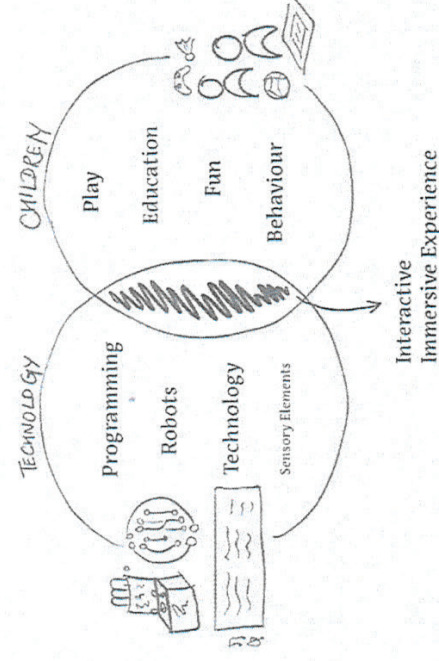 TECHNOLOGY
CHILDREN
Programming
Robots
Technology
Sensory Elements
Play
Education
Fun
Behaviour
Interactive
Immersive Experience